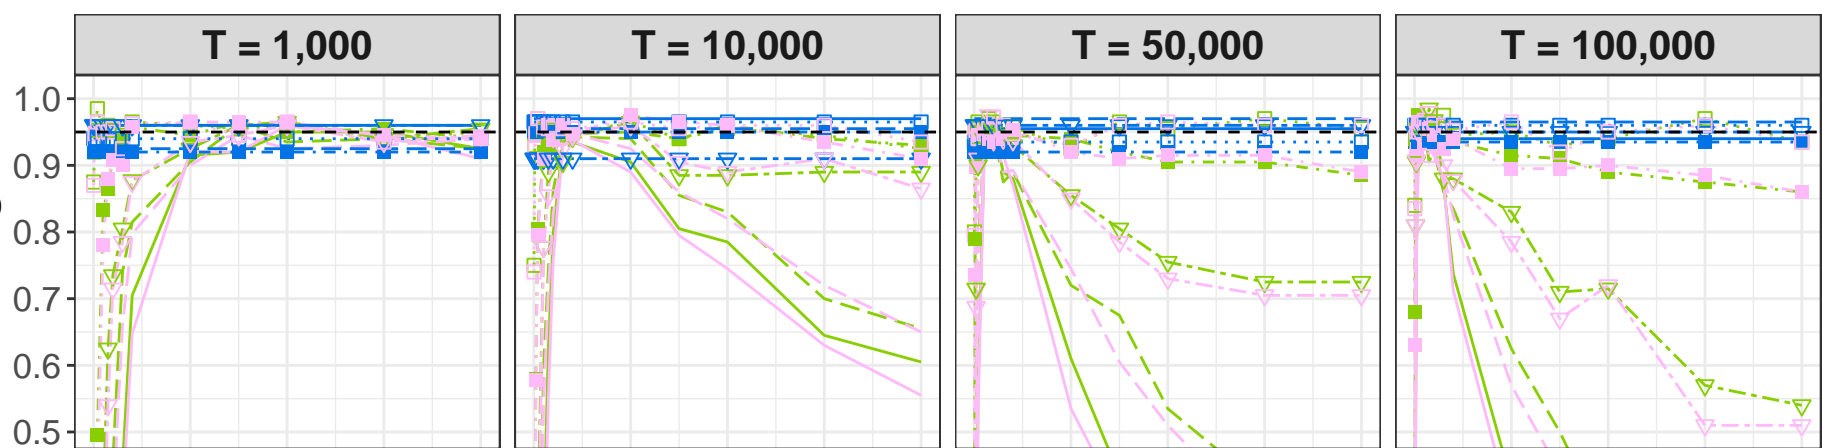 T = 1,000
T = 10,000
T = 50,000
T = 100,000
1.0
0.9
0.8
0.7
0.6
0.5